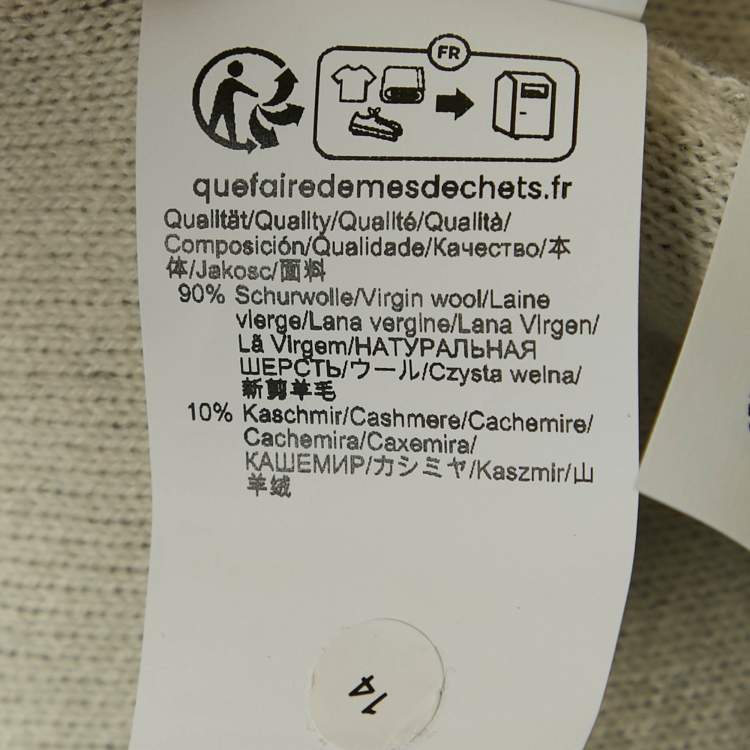 FR
quefairedemesdechets.fr
Qualität/Quality/Qualité/Qualità/
Composición/Qualidade/Качество/本
体/Jakosc/面料
90% Schurwolle/Virgin wool/Laine
vierge/Lana vergine/Lana Virgen/
Lã Virgem/НАТУРАЛЬНАЯ
ШЕРСТЬ/ウール/Czysta welna/
新剪羊毛
10% Kaschmir/Cashmere/Cachemire/
Cachemira/Caxemira/
КАШЕМИР/カシミヤ/Kaszmir/山
羊绒
14